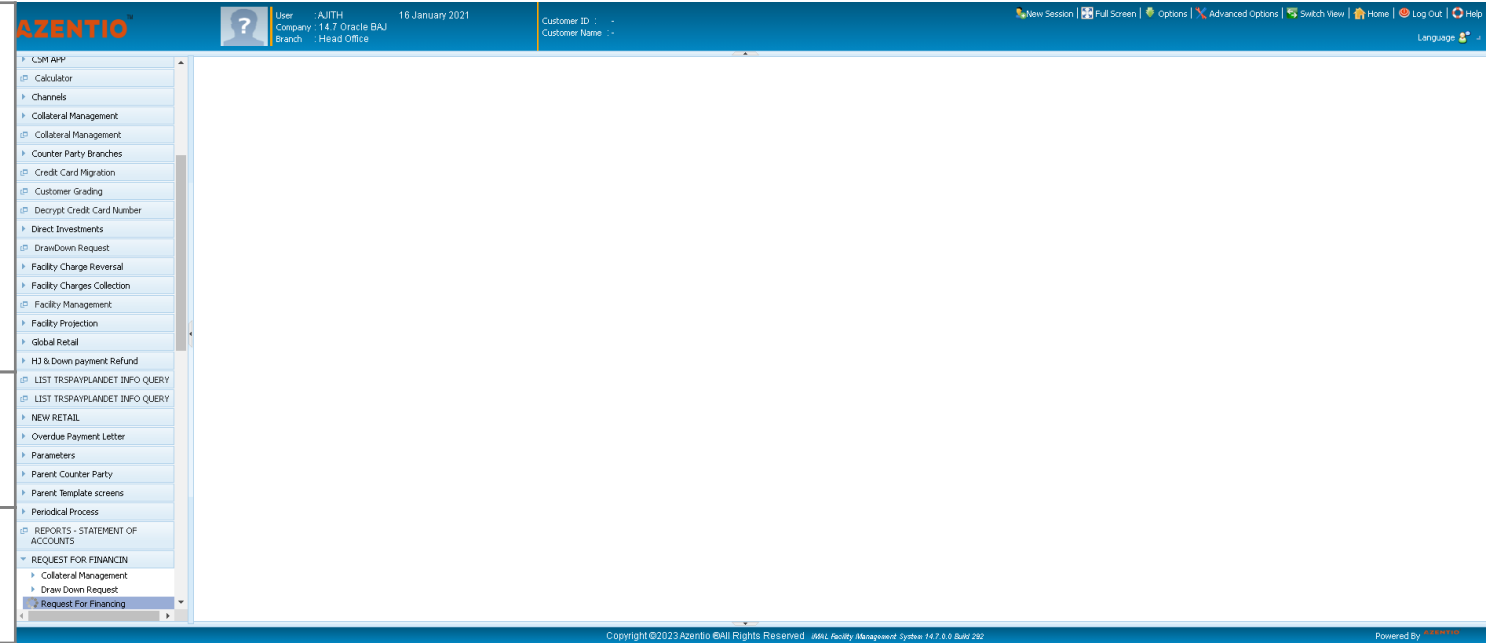 AZENTIO
User : AJITH 16 January 2021
Company : 14.7 Oracle BAJ
Branch : Head Office
Customer ID : -
Customer Name : -
New Session | Full Screen | Options | Advanced Options | Switch View | Home | Log Out | Help
Language
CSM APP
Calculator
Channels
Collateral Management
Collateral Management
Counter Party Branches
Credit Card Migration
Customer Grading
Decrypt Credit Card Number
Direct Investments
DrawDown Request
Facility Charge Reversal
Facility Charges Collection
Facility Management
Facility Projection
Global Retail
HJ & Down payment Refund
LIST TRSPAYPLANDET INFO QUERY
LIST TRSPAYPLANDET INFO QUERY
NEW RETAIL
Overdue Payment Letter
Parameters
Parent Counter Party
Parent Template screens
Periodical Process
REPORTS - STATEMENT OF
ACCOUNTS
REQUEST FOR FINANCIN
Collateral Management
Draw Down Request
Request For Financing
Copyright ©2023 Azentio ®All Rights Reserved iMAL Facility Management System 14.7.0.0 Build 292
Powered By AZENTIO